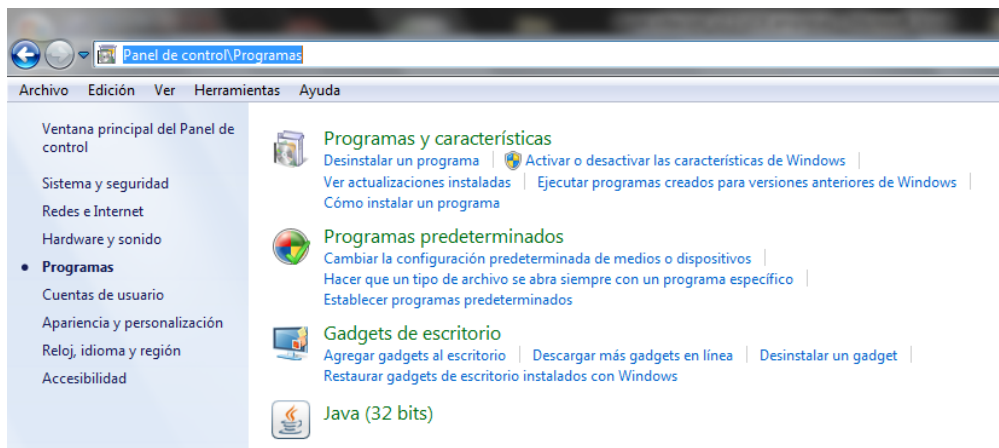 Panel de control\Programas
Archivo Edición Ver Herramientas Ayuda
Ventana principal del Panel de
control
Sistema y seguridad
Redes e Internet
Hardware y sonido
Programas
Cuentas de usuario
Apariencia y personalización
Reloj, idioma y región
Accesibilidad
Programas y características
Desinstalar un programa Activar o desactivar las características de Windows
Ver actualizaciones instaladas Ejecutar programas creados para versiones anteriores de Windows
Cómo instalar un programa
Programas predeterminados
Cambiar la configuración predeterminada de medios o dispositivos
Hacer que un tipo de archivo se abra siempre con un programa específico
Establecer programas predeterminados
Gadgets de escritorio
Agregar gadgets al escritorio Descargar más gadgets en línea Desinstalar un gadget
Restaurar gadgets de escritorio instalados con Windows
Java (32 bits)